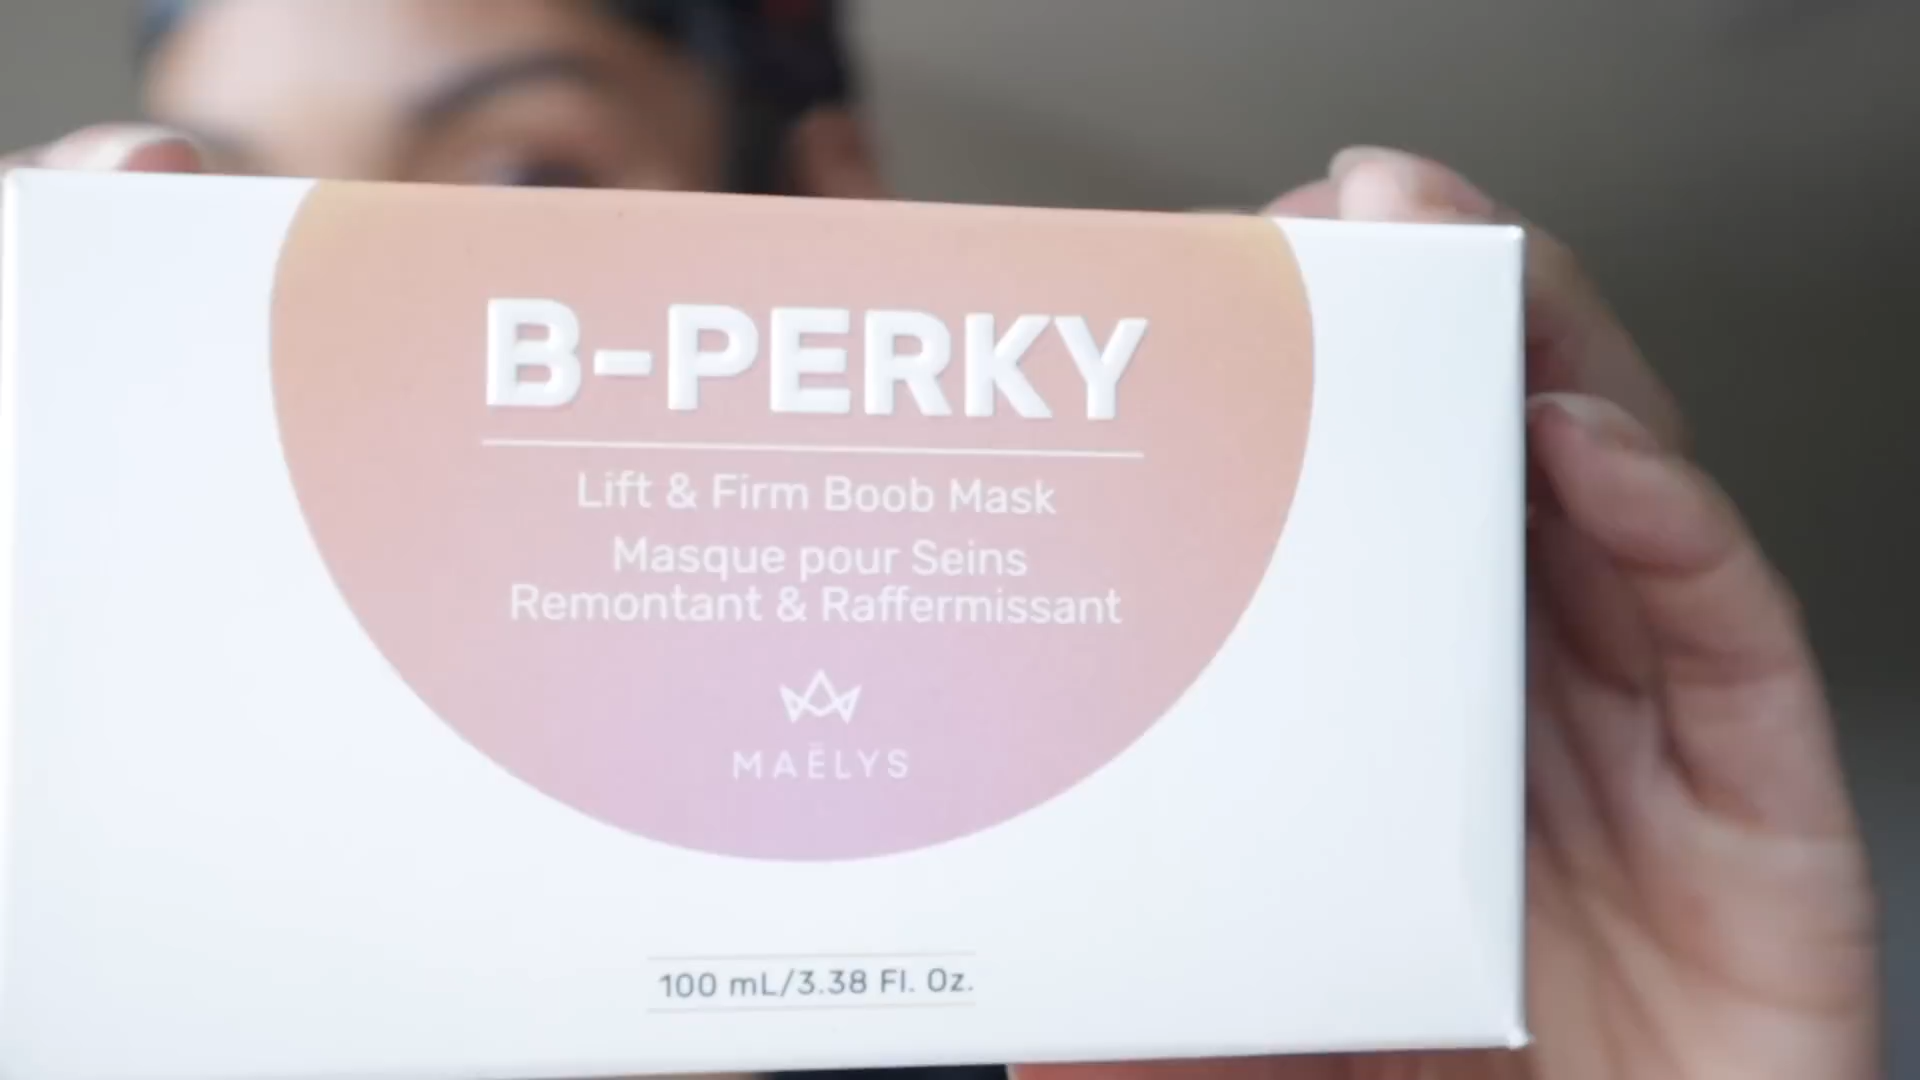 B-PERKY
Lift & Firm Boob Mask
Masque pour Seins
Remontant & Raffermissant
MAËLYS
100 mL/3.38 Fl. Oz.